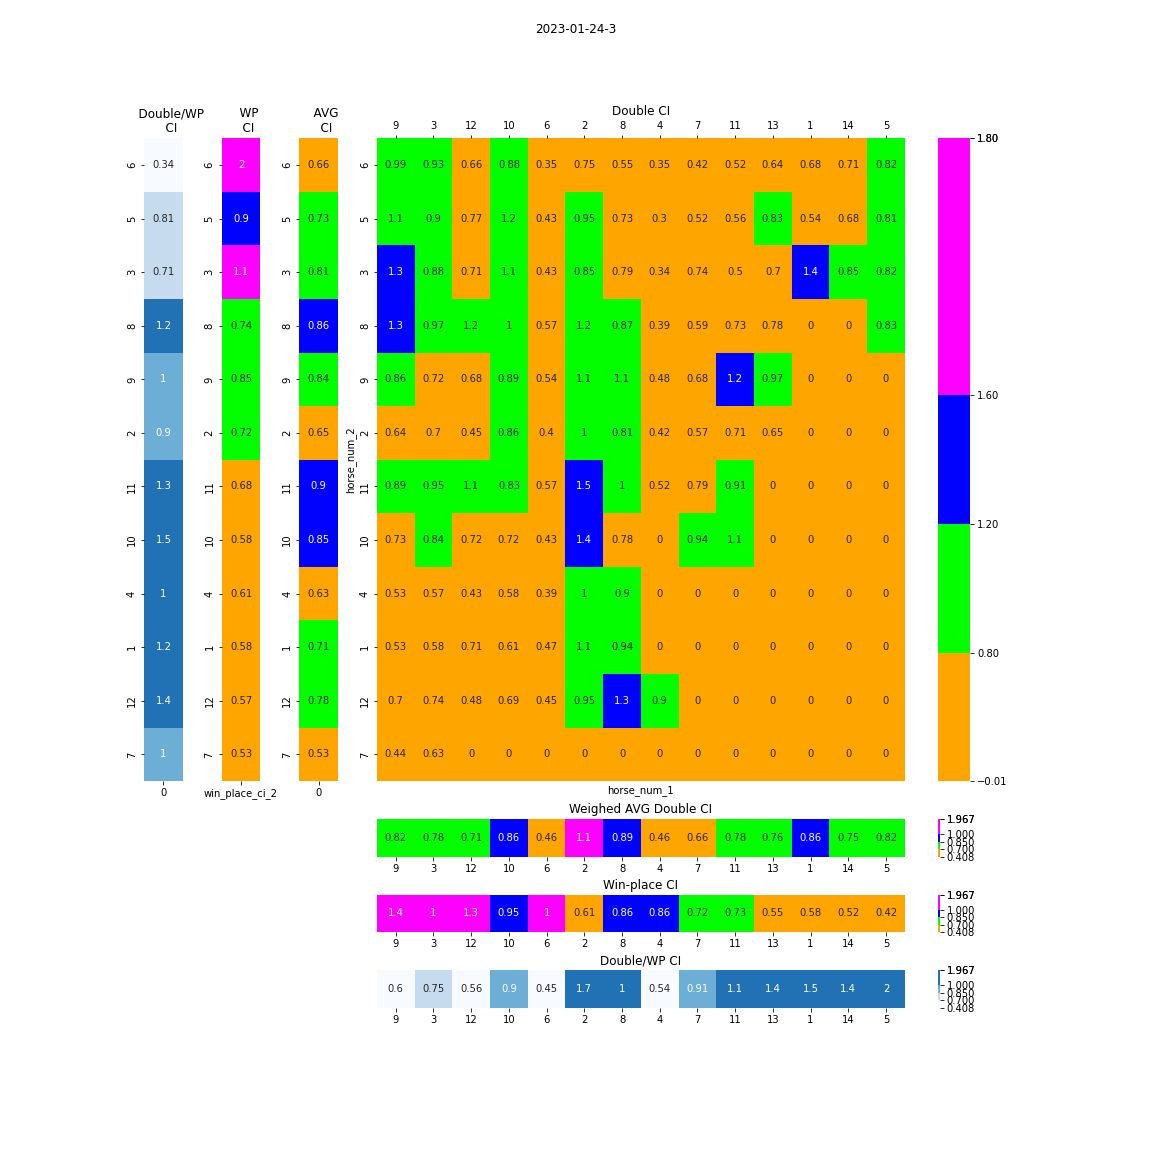 2023-01-24-3
Double/WP CI
WP CI
AVG CI
Double CI
9 3 12 10 6 2 8 4 7 11 13 1 14 5
1.80
6 0.34 6 2 6 0.66 6 0.99 0.93 0.66 0.88 0.35 0.75 0.55 0.35 0.42 0.52 0.64 0.68 0.71 0.82
5 0.81 5 0.9 5 0.73 5 1.1 0.9 0.77 1.2 0.43 0.95 0.73 0.3 0.52 0.56 0.83 0.54 0.68 0.81
3 0.71 3 1.1 3 0.81 3 1.3 0.88 0.71 1.1 0.43 0.85 0.79 0.34 0.74 0.5 0.7 1.4 0.85 0.82
8 1.2 8 0.74 8 0.86 8 1.3 0.97 1.2 1 0.57 1.2 0.87 0.39 0.59 0.73 0.78 0 0 0.83
9 1 9 0.85 9 0.84 9 0.86 0.72 0.68 0.89 0.54 1.1 1.1 0.48 0.68 1.2 0.97 0 0 0
1.60
2 0.9 2 0.72 2 0.65 2 0.64 0.7 0.45 0.86 0.4 1 0.81 0.42 0.57 0.71 0.65 0 0 0
horse_num_2
11 1.3 11 0.68 11 0.9 11 0.89 0.95 1.1 0.83 0.57 1.5 1 0.52 0.79 0.91 0 0 0 0
1.20
10 1.5 10 0.58 10 0.85 10 0.73 0.84 0.72 0.72 0.43 1.4 0.78 0 0.94 1.1 0 0 0 0
4 1 4 0.61 4 0.63 4 0.53 0.57 0.43 0.58 0.39 1 0.9 0 0 0 0 0 0 0
1 1.2 1 0.58 1 0.71 1 0.53 0.58 0.71 0.61 0.47 1.1 0.94 0 0 0 0 0 0 0
0.80
12 1.4 12 0.57 12 0.78 12 0.7 0.74 0.48 0.69 0.45 0.95 1.3 0.9 0 0 0 0 0 0
7 1 7 0.53 7 0.53 7 0.44 0.63 0 0 0 0 0 0 0 0 0 0 0 0
−0.01
0 win_place_ci_2 0 horse_num_1
Weighed AVG Double CI
0.82 0.78 0.71 0.86 0.46 1.1 0.89 0.46 0.66 0.78 0.76 0.86 0.75 0.82
1.967
1.000
0.850
0.700
0.408
9 3 12 10 6 2 8 4 7 11 13 1 14 5
Win-place CI
1.4 1 1.3 0.95 1 0.61 0.86 0.86 0.72 0.73 0.55 0.58 0.52 0.42
1.967
1.000
0.850
0.700
0.408
9 3 12 10 6 2 8 4 7 11 13 1 14 5
Double/WP CI
0.6 0.75 0.56 0.9 0.45 1.7 1 0.54 0.91 1.1 1.4 1.5 1.4 2
1.967
1.000
0.850
0.700
0.408
9 3 12 10 6 2 8 4 7 11 13 1 14 5